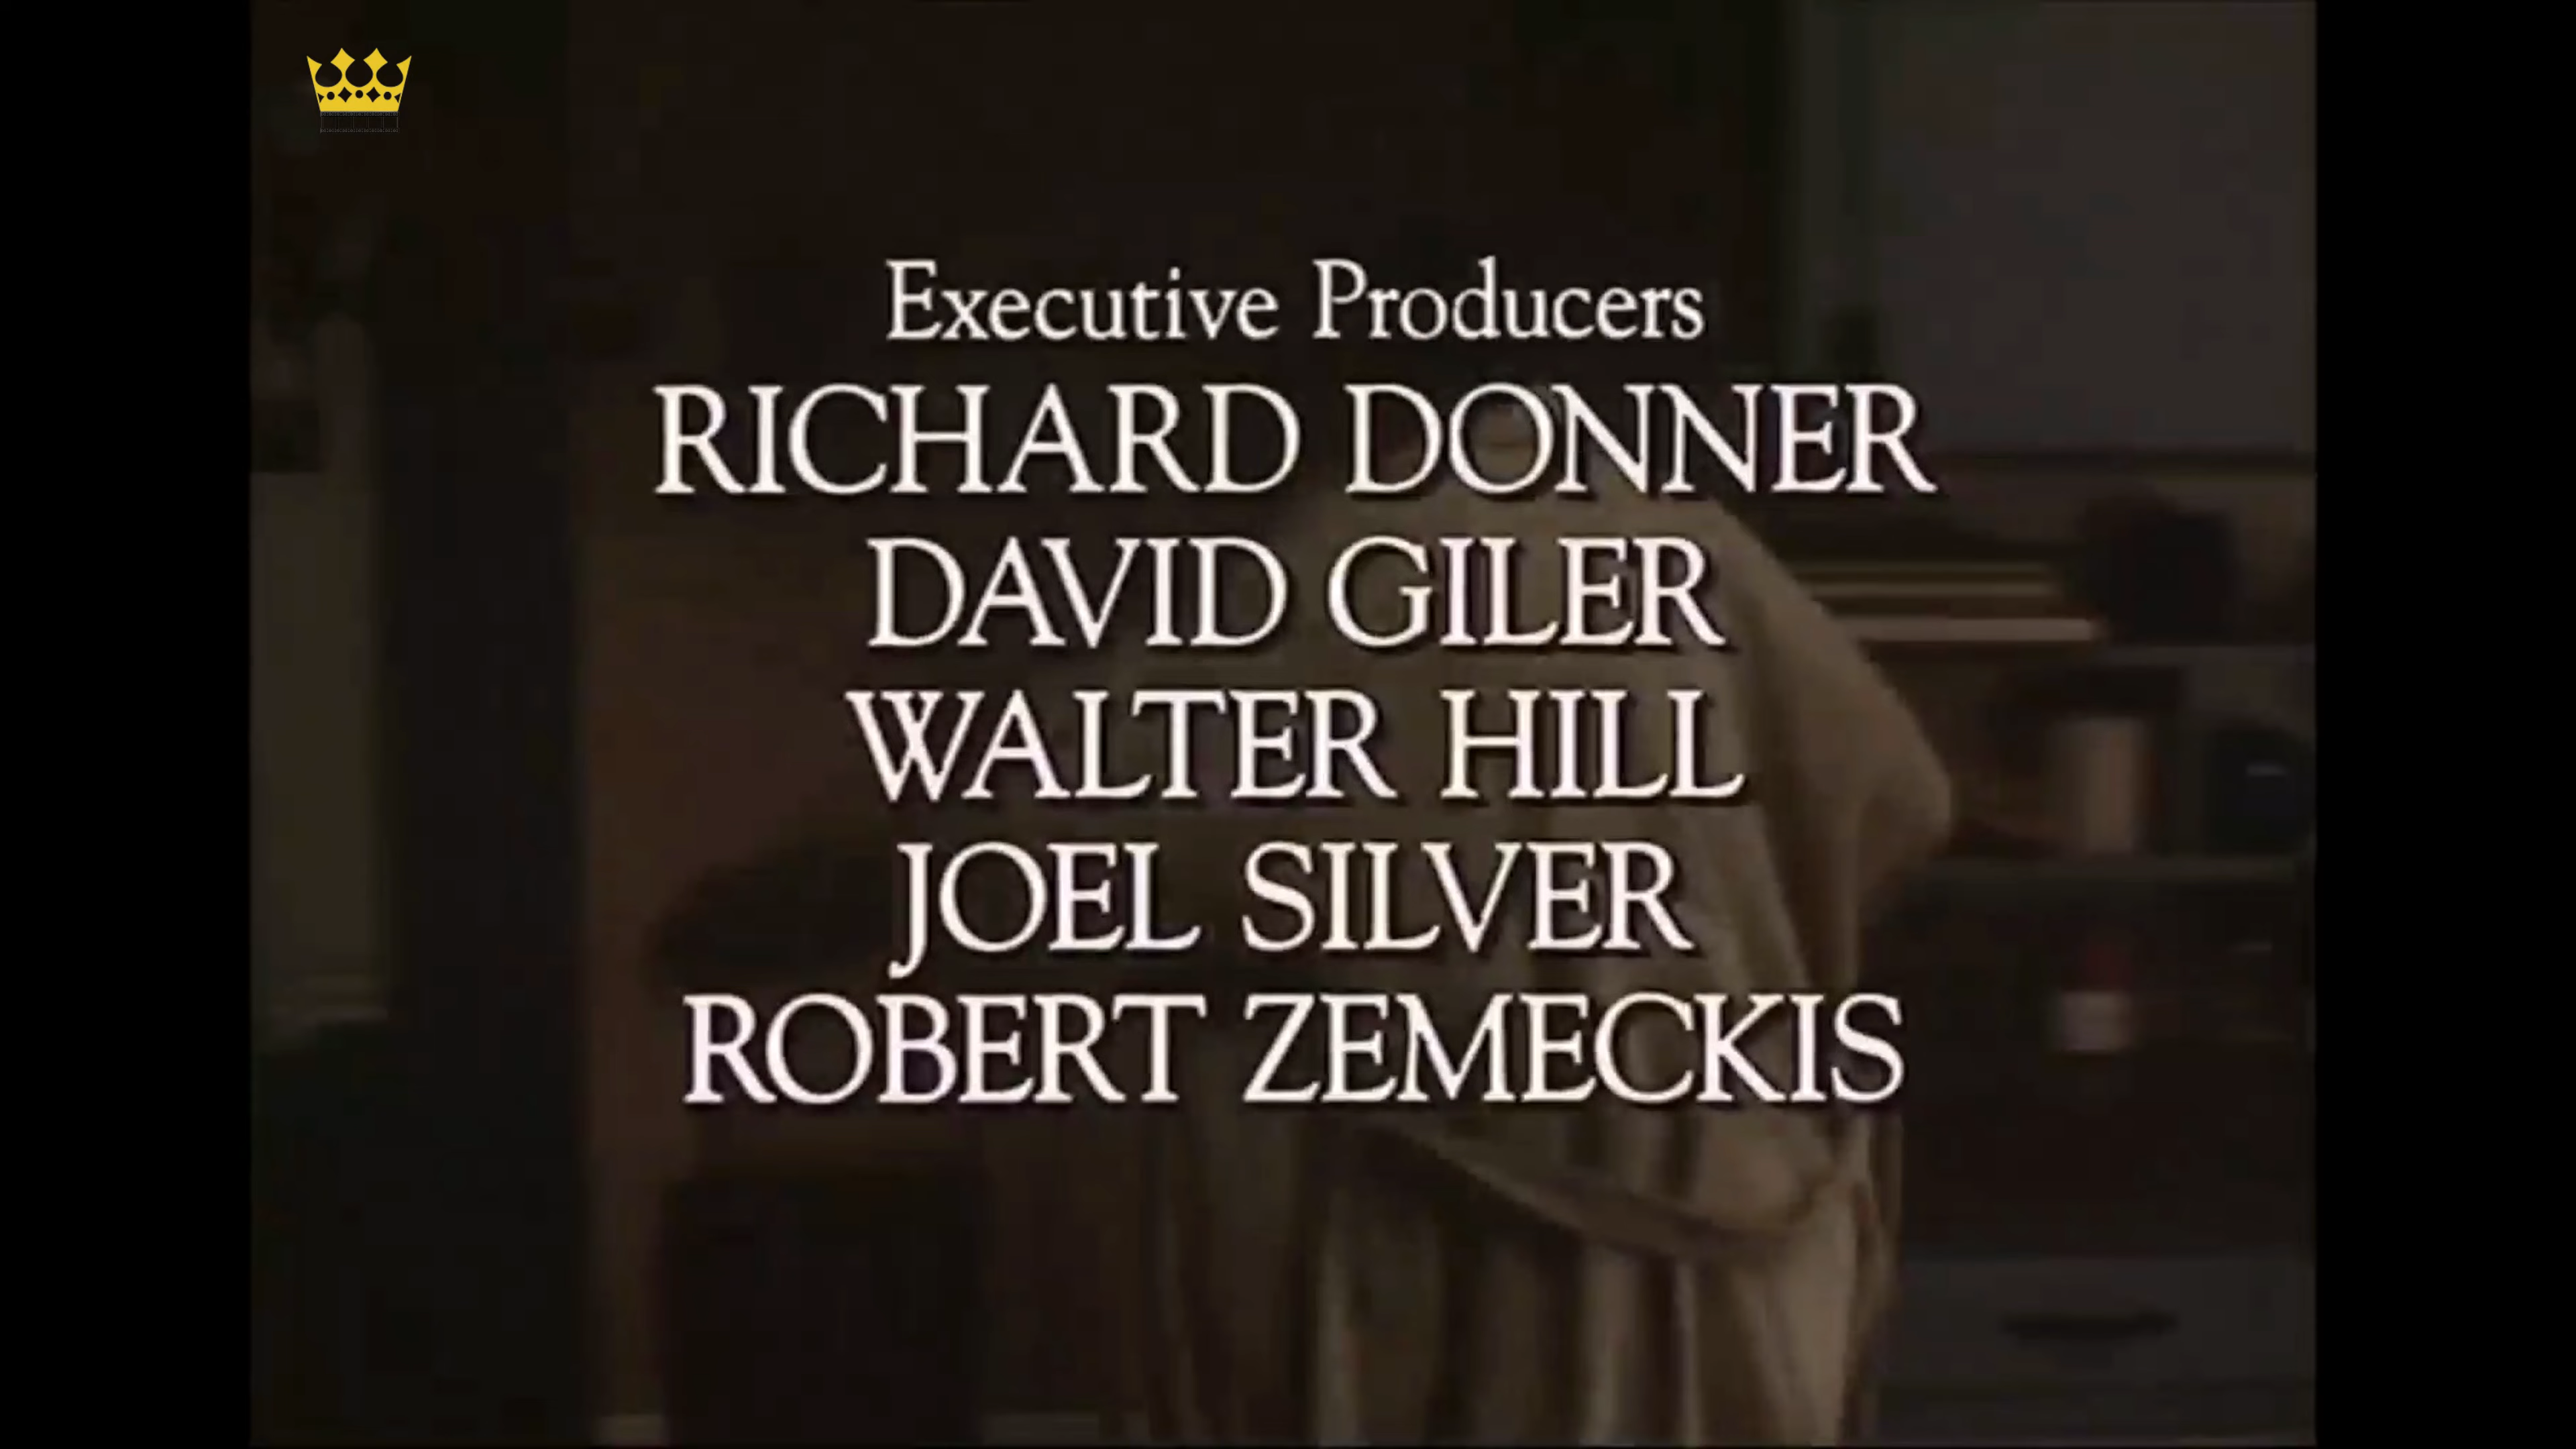 Executive Producers
RICHARD DONNER
DAVID GILER
WALTER HILL
JOEL SILVER
ROBERT ZEMECKIS